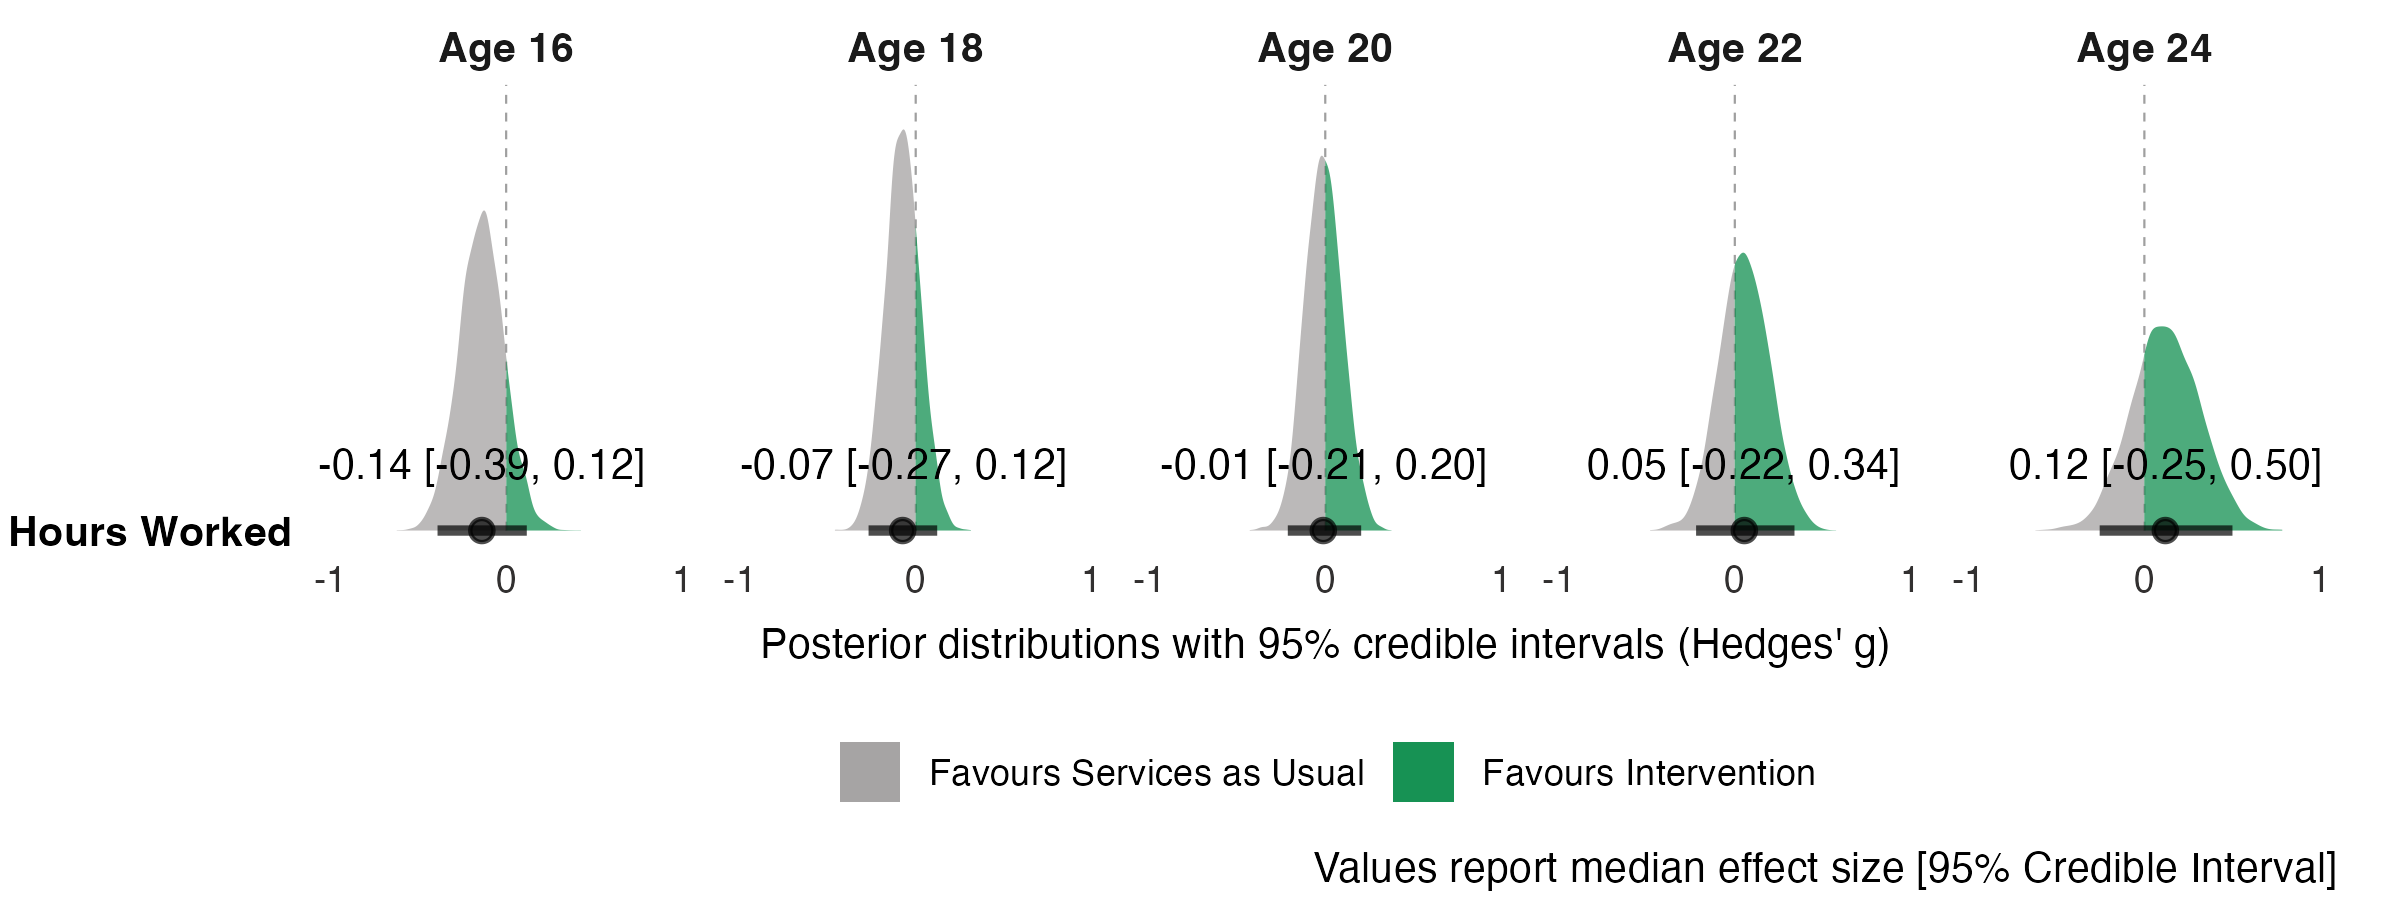 Age 16 Age 18 Age 20 Age 22 Age 24
-0.14 [-0.39, 0.12] -0.07 [-0.27, 0.12] -0.01 [-0.21, 0.20] 0.05 [-0.22, 0.34] 0.12 [-0.25, 0.50]
Hours Worked
-1 0 1 -1 0 1 -1 0 1 -1 0 1 -1 0 1
Posterior distributions with 95% credible intervals (Hedges' g)
Favours Services as Usual Favours Intervention
Values report median effect size [95% Credible Interval]